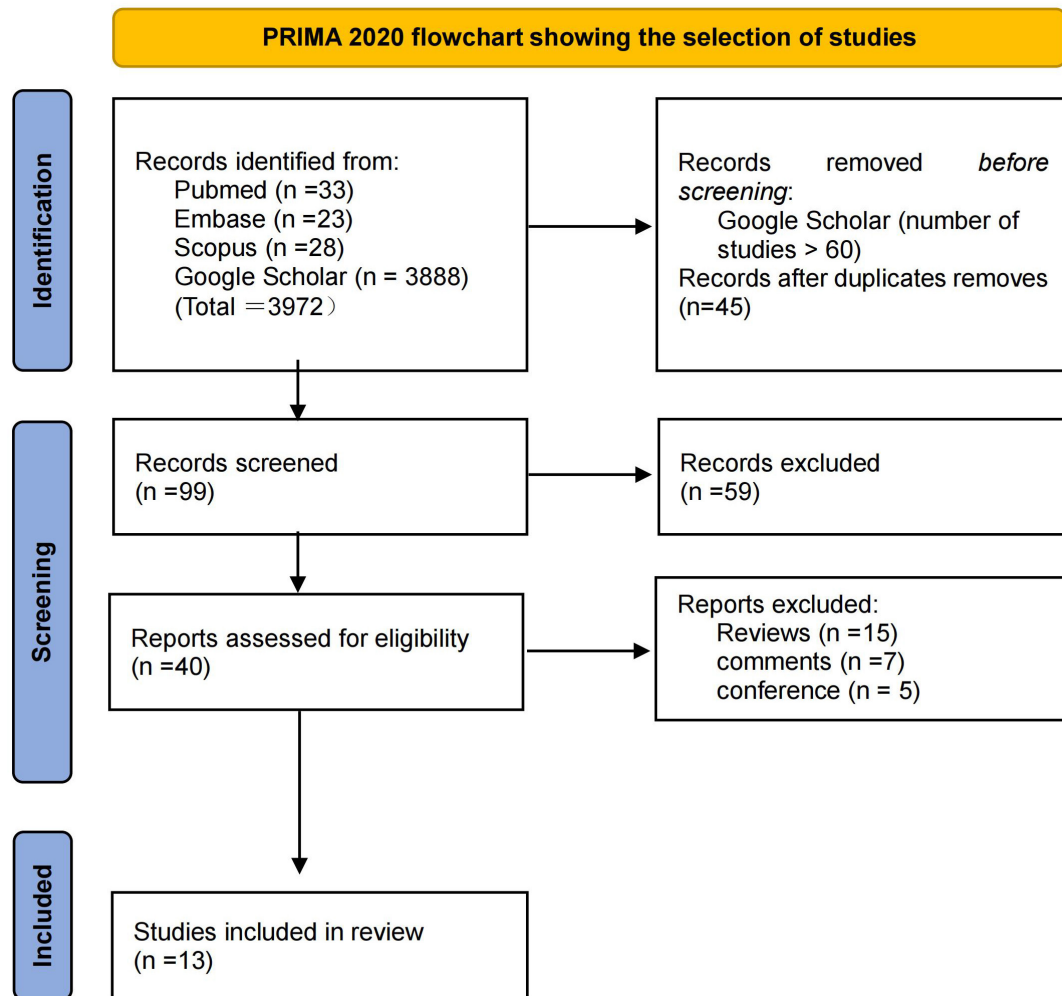 PRIMA 2020 flowchart showing the selection of studies
Identification
Records identified from:
Pubmed (n =33)
Embase (n =23)
Scopus (n =28)
Google Scholar (n = 3888)
(Total ＝3972）
Records removed before
screening:
Google Scholar (number of
studies > 60)
Records after duplicates removes
(n=45)
Screening
Records screened
(n =99)
Records excluded
(n =59)
Reports assessed for eligibility
(n =40)
Reports excluded:
Reviews (n =15)
comments (n =7)
conference (n = 5)
Included
Studies included in review
(n =13)